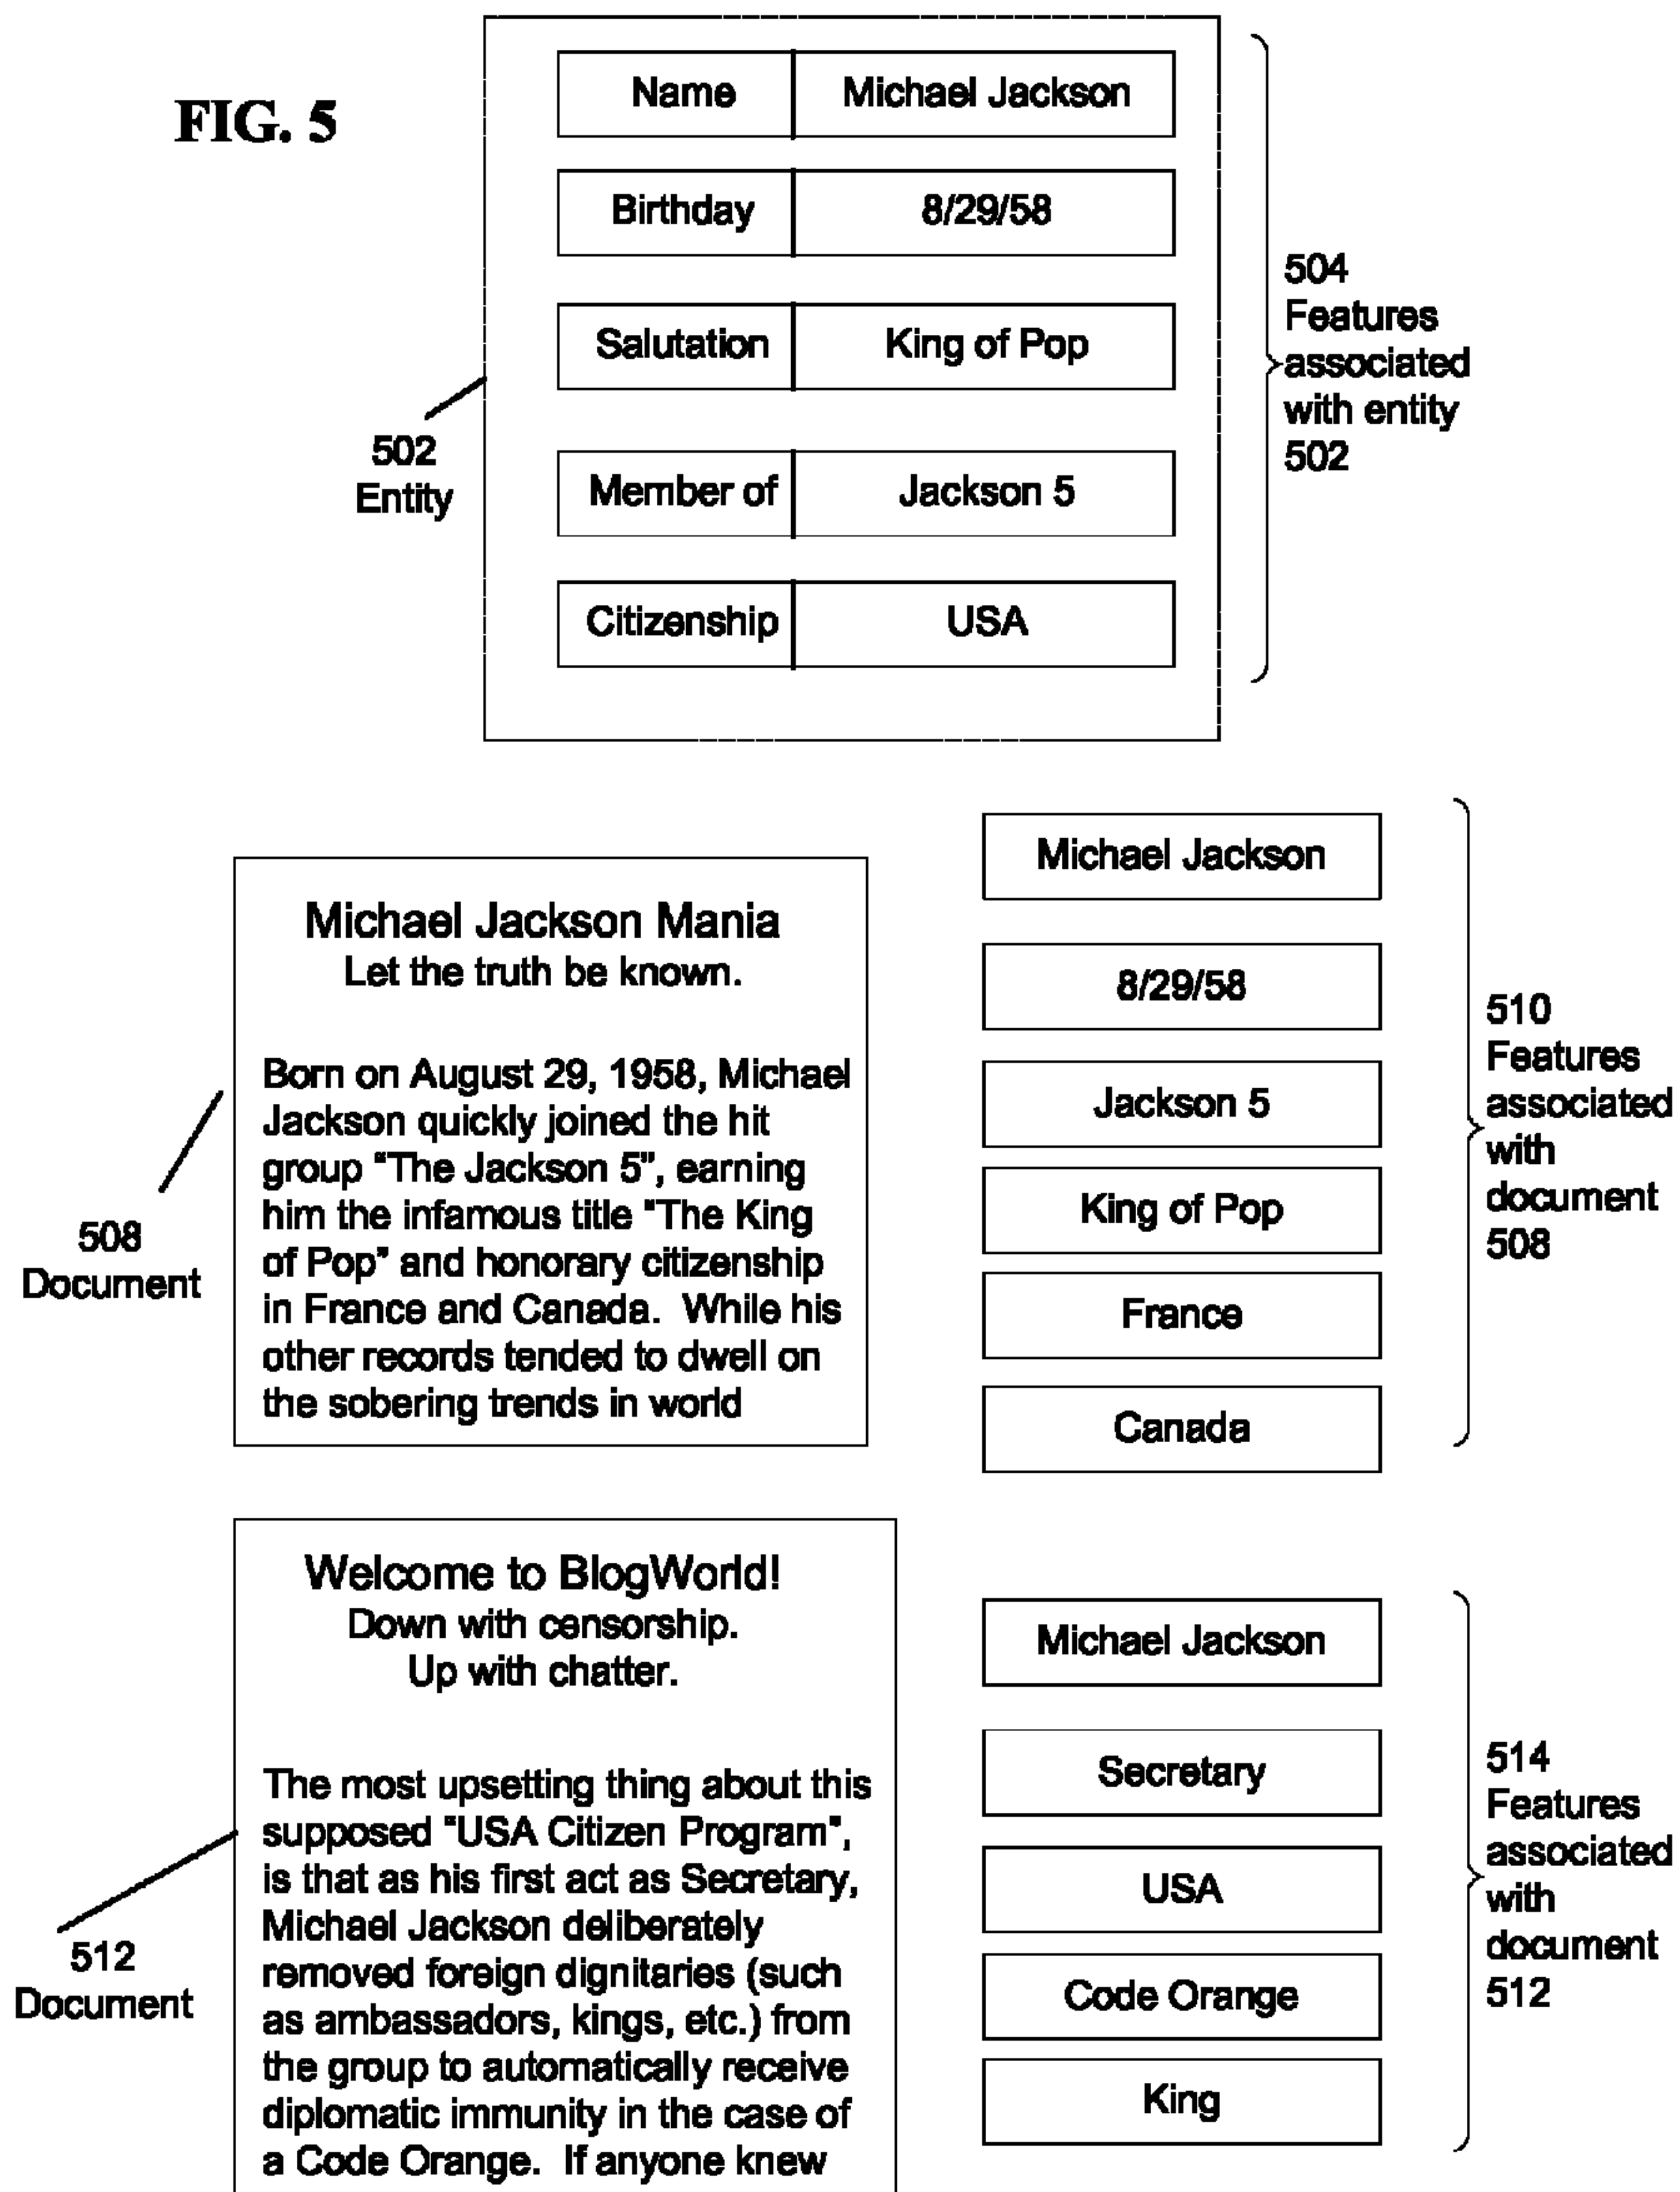 FIG. 5
Name Michael Jackson
Birthday 8/29/58
Salutation King of Pop
Member of Jackson 5
Citizenship USA
502
Entity
504
Features
associated
with entity
502
Michael Jackson Mania
Let the truth be known.
Born on August 29, 1958, Michael
Jackson quickly joined the hit
group "The Jackson 5", earning
him the infamous title "The King
of Pop" and honorary citizenship
in France and Canada. While his
other records tended to dwell on
the sobering trends in world
508
Document
Michael Jackson
8/29/58
Jackson 5
King of Pop
France
Canada
510
Features
associated
with
document
508
Welcome to BlogWorld!
Down with censorship.
Up with chatter.
The most upsetting thing about this
supposed "USA Citizen Program",
is that as his first act as Secretary,
Michael Jackson deliberately
removed foreign dignitaries (such
as ambassadors, kings, etc.) from
the group to automatically receive
diplomatic immunity in the case of
a Code Orange. If anyone knew
512
Document
Michael Jackson
Secretary
USA
Code Orange
King
514
Features
associated
with
document
512